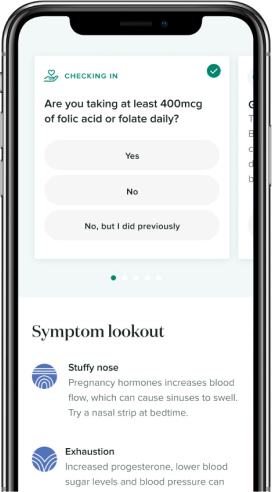 CHECKING IN
Are you taking at least 400mcg
of folic acid or folate daily?
Yes
No
No, but I did previously
Symptom lookout
Stuffy nose
Pregnancy hormones increases blood
flow, which can cause sinuses to swell.
Try a nasal strip at bedtime.
Exhaustion
Increased progesterone, lower blood
sugar levels and blood pressure can